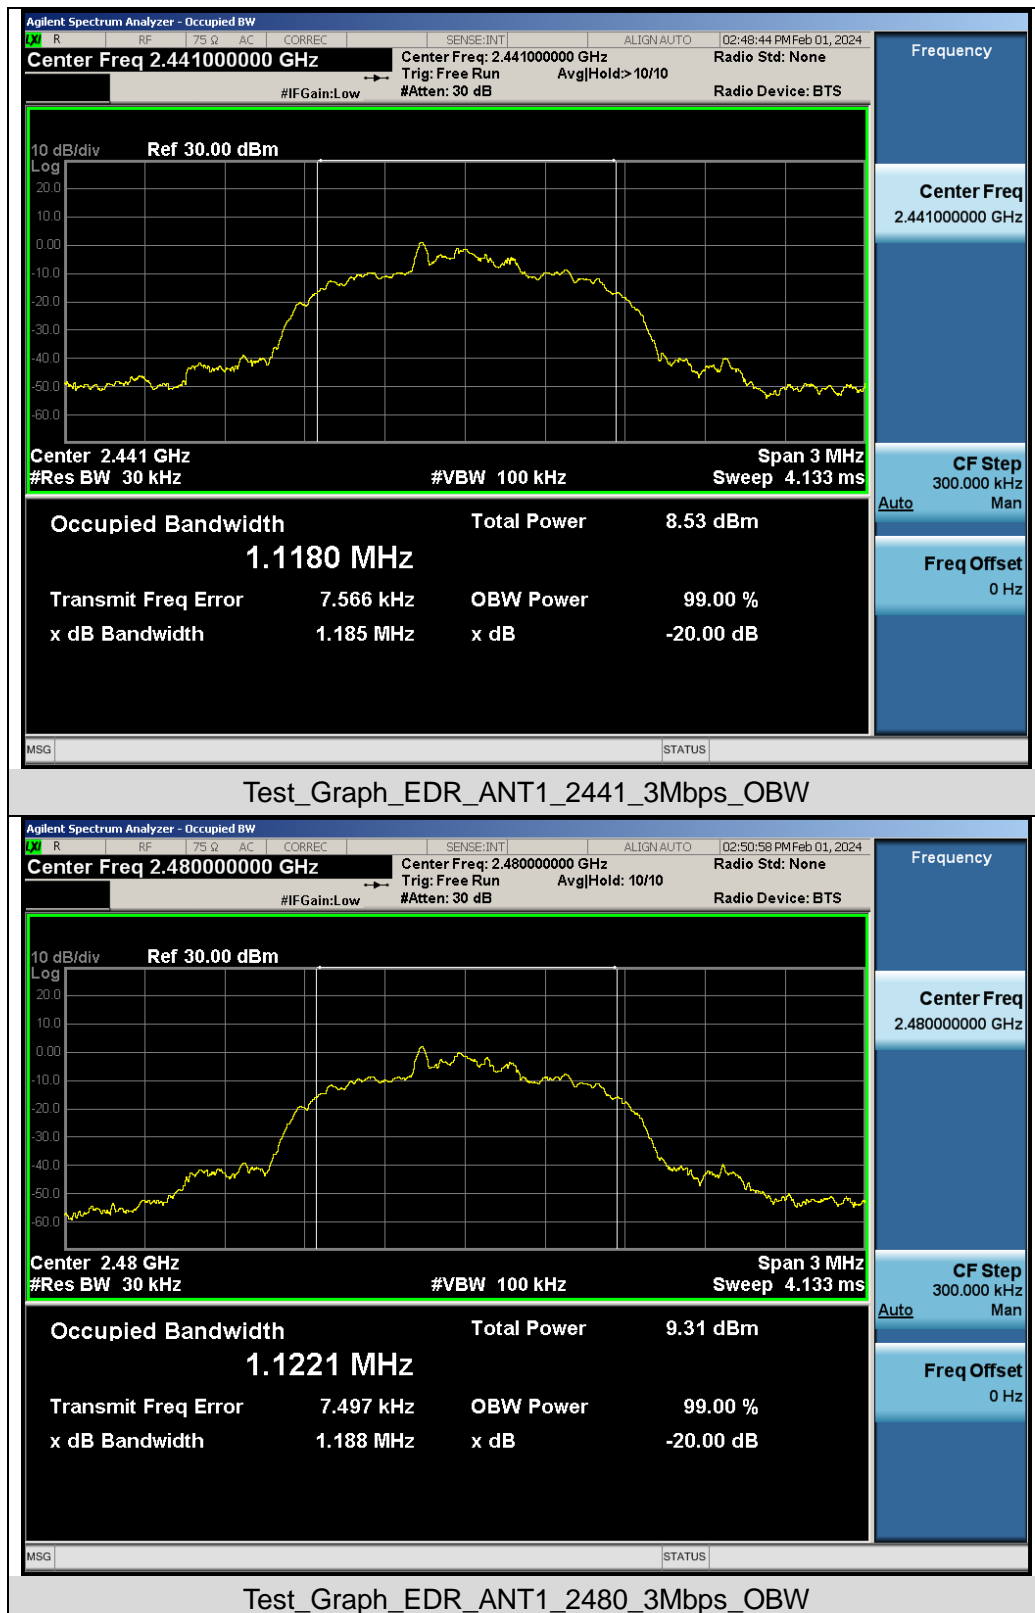 Agilent Spectrum Analyzer - Occupied BW
LXI R RF 75 Ω AC CORREC SENSE:INT ALIGN AUTO 02:48:44 PM Feb 01, 2024
Center Freq 2.441000000 GHz Center Freq: 2.441000000 GHz Radio Std: None
Trig: Free Run Avg|Hold:> 10/10
#IFGain:Low #Atten: 30 dB Radio Device: BTS
Frequency
10 dB/div Ref 30.00 dBm
Log
20.0
10.0
0.00
-10.0
-20.0
-30.0
-40.0
-50.0
-60.0
Center 2.441 GHz Span 3 MHz
#Res BW 30 kHz #VBW 100 kHz Sweep 4.133 ms
Center Freq
2.441000000 GHz
CF Step
300.000 kHz
Auto Man
Freq Offset
0 Hz
Occupied Bandwidth Total Power 8.53 dBm
1.1180 MHz
Transmit Freq Error 7.566 kHz OBW Power 99.00 %
x dB Bandwidth 1.185 MHz x dB -20.00 dB
MSG STATUS
Test_Graph_EDR_ANT1_2441_3Mbps_OBW
Agilent Spectrum Analyzer - Occupied BW
LXI R RF 75 Ω AC CORREC SENSE:INT ALIGN AUTO 02:50:58 PM Feb 01, 2024
Center Freq 2.480000000 GHz Center Freq: 2.480000000 GHz Radio Std: None
Trig: Free Run Avg|Hold: 10/10
#IFGain:Low #Atten: 30 dB Radio Device: BTS
Frequency
10 dB/div Ref 30.00 dBm
Log
20.0
10.0
0.00
-10.0
-20.0
-30.0
-40.0
-50.0
-60.0
Center 2.48 GHz Span 3 MHz
#Res BW 30 kHz #VBW 100 kHz Sweep 4.133 ms
Center Freq
2.480000000 GHz
CF Step
300.000 kHz
Auto Man
Freq Offset
0 Hz
Occupied Bandwidth Total Power 9.31 dBm
1.1221 MHz
Transmit Freq Error 7.497 kHz OBW Power 99.00 %
x dB Bandwidth 1.188 MHz x dB -20.00 dB
MSG STATUS
Test_Graph_EDR_ANT1_2480_3Mbps_OBW